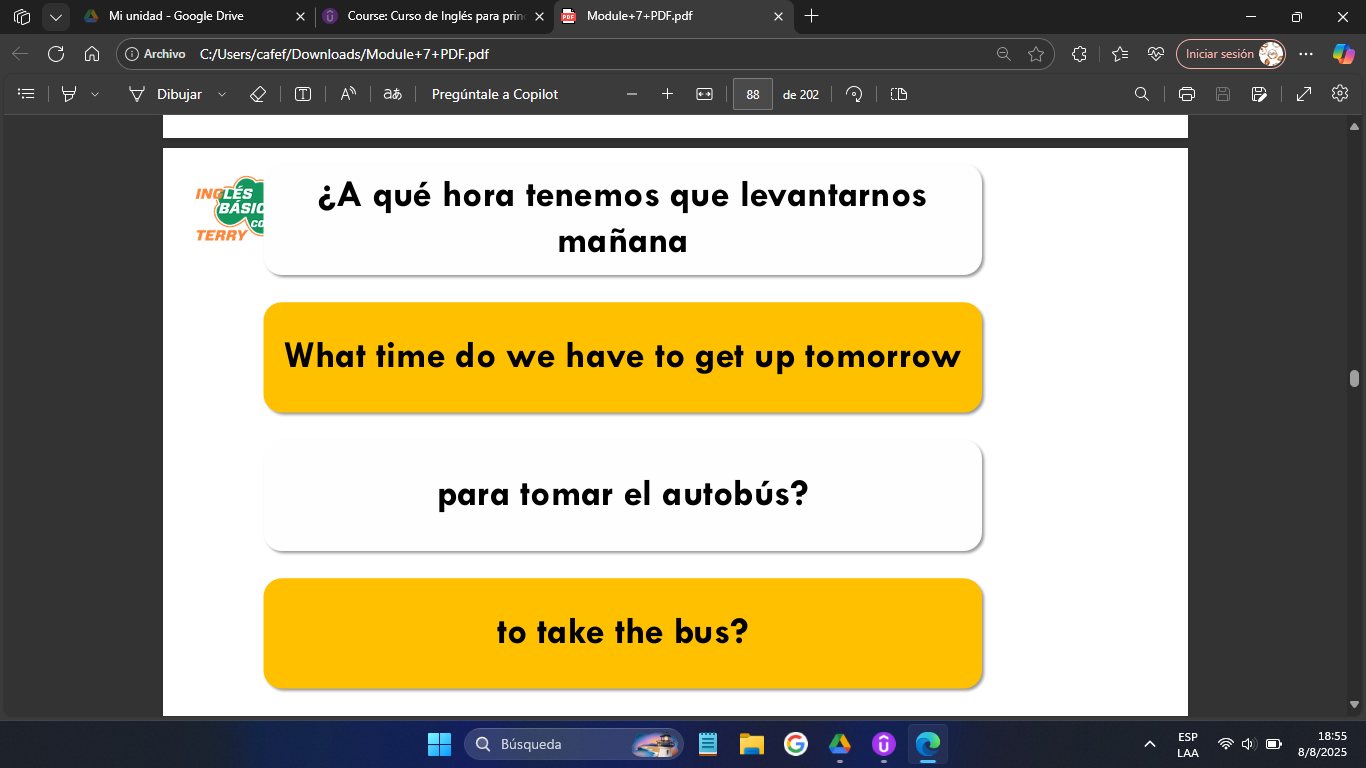 Mi unidad - Google Drive
Course: Curso de Inglés para prin
Module+7+PDF.pdf
Archivo
C:/Users/cafef/Downloads/Module+7+PDF.pdf
Iniciar sesión
Dibujar
Pregúntale a Copilot
88
de 202
INGLÉS
BÁSIC
CO
TERRY
¿A qué hora tenemos que levantarnos
mañana
What time do we have to get up tomorrow
para tomar el autobús?
to take the bus?
Búsqueda
ESP
LAA
18:55
8/8/2025